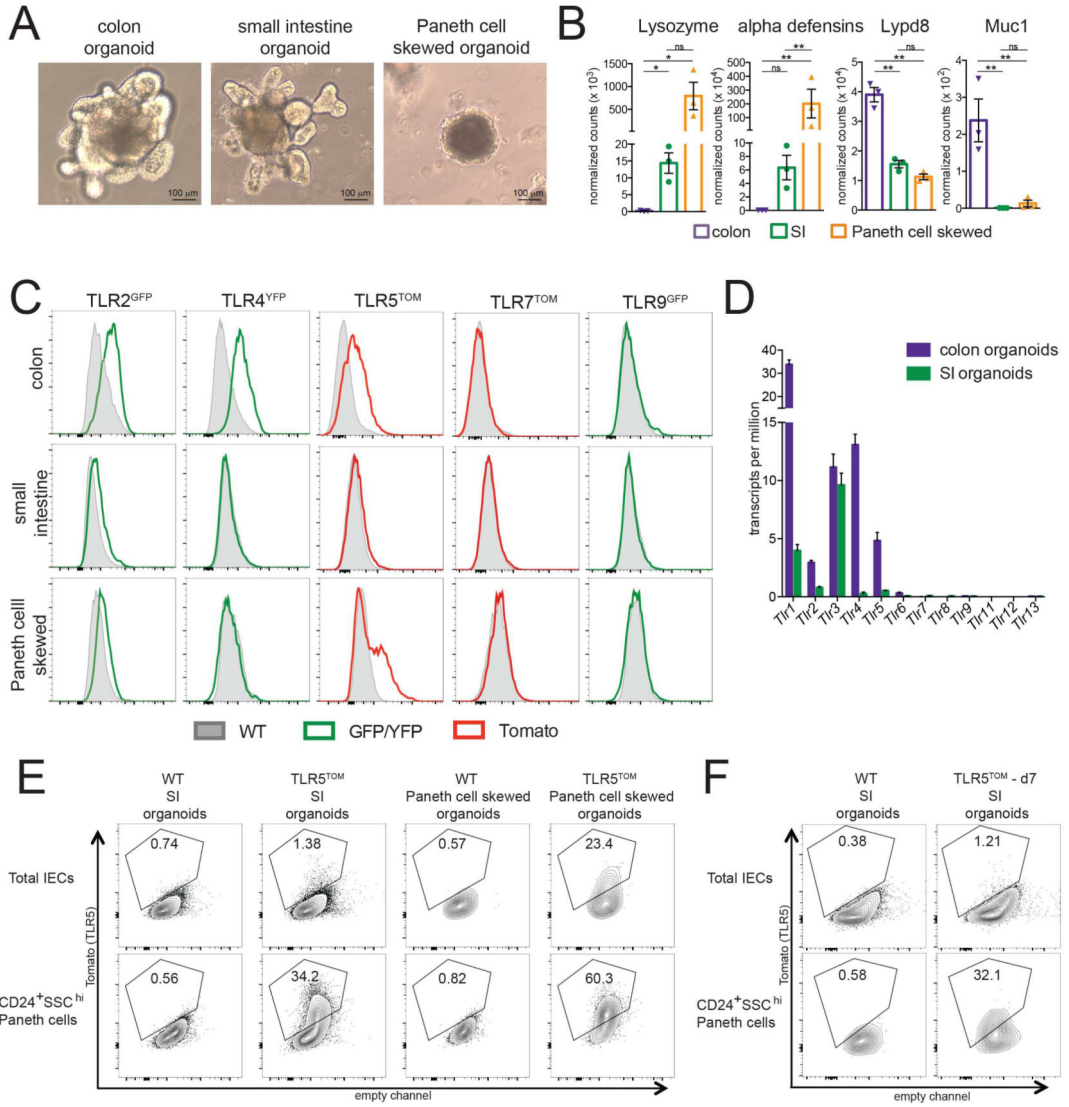 A
colon
organoid
small intestine
organoid
Paneth cell
skewed organoid
100 μm
100 μm
100 μm
B
Lysozyme
alpha defensins
Lypd8
Muc1
normalized counts (x 10³)
1500
1000
500
20
15
10
5
0
ns
*
*
normalized counts (x 10⁴)
400
300
200
100
8
6
4
2
0
**
**
ns
normalized counts (x 10⁴)
5
4
3
2
1
0
ns
**
**
normalized counts (x 10²)
4
3
2
1
0
ns
**
**
colon
SI
Paneth cell skewed
C
TLR2ᴳᶠᴾ
TLR4ʸᶠᴾ
TLR5ᵀᴼᴹ
TLR7ᵀᴼᴹ
TLR9ᴳᶠᴾ
colon
small
intestine
Paneth celll
skewed
WT
GFP/YFP
Tomato
D
colon organoids
SI organoids
transcripts per million
40
30
20
15
10
5
0
Tlr1
Tlr2
Tlr3
Tlr4
Tlr5
Tlr6
Tlr7
Tlr8
Tlr9
Tlr11
Tlr12
Tlr13
E
WT
SI
organoids
TLR5ᵀᴼᴹ
SI
organoids
WT
Paneth cell skewed
organoids
TLR5ᵀᴼᴹ
Paneth cell skewed
organoids
Total IECs
0.74
1.38
0.57
23.4
CD24⁺SSCʰⁱ
Paneth cells
0.56
34.2
0.82
60.3
Tomato (TLR5)
empty channel
F
WT
SI
organoids
TLR5ᵀᴼᴹ - d7
SI
organoids
Total IECs
0.38
1.21
CD24⁺SSCʰⁱ
Paneth cells
0.58
32.1
Tomato (TLR5)
empty channel